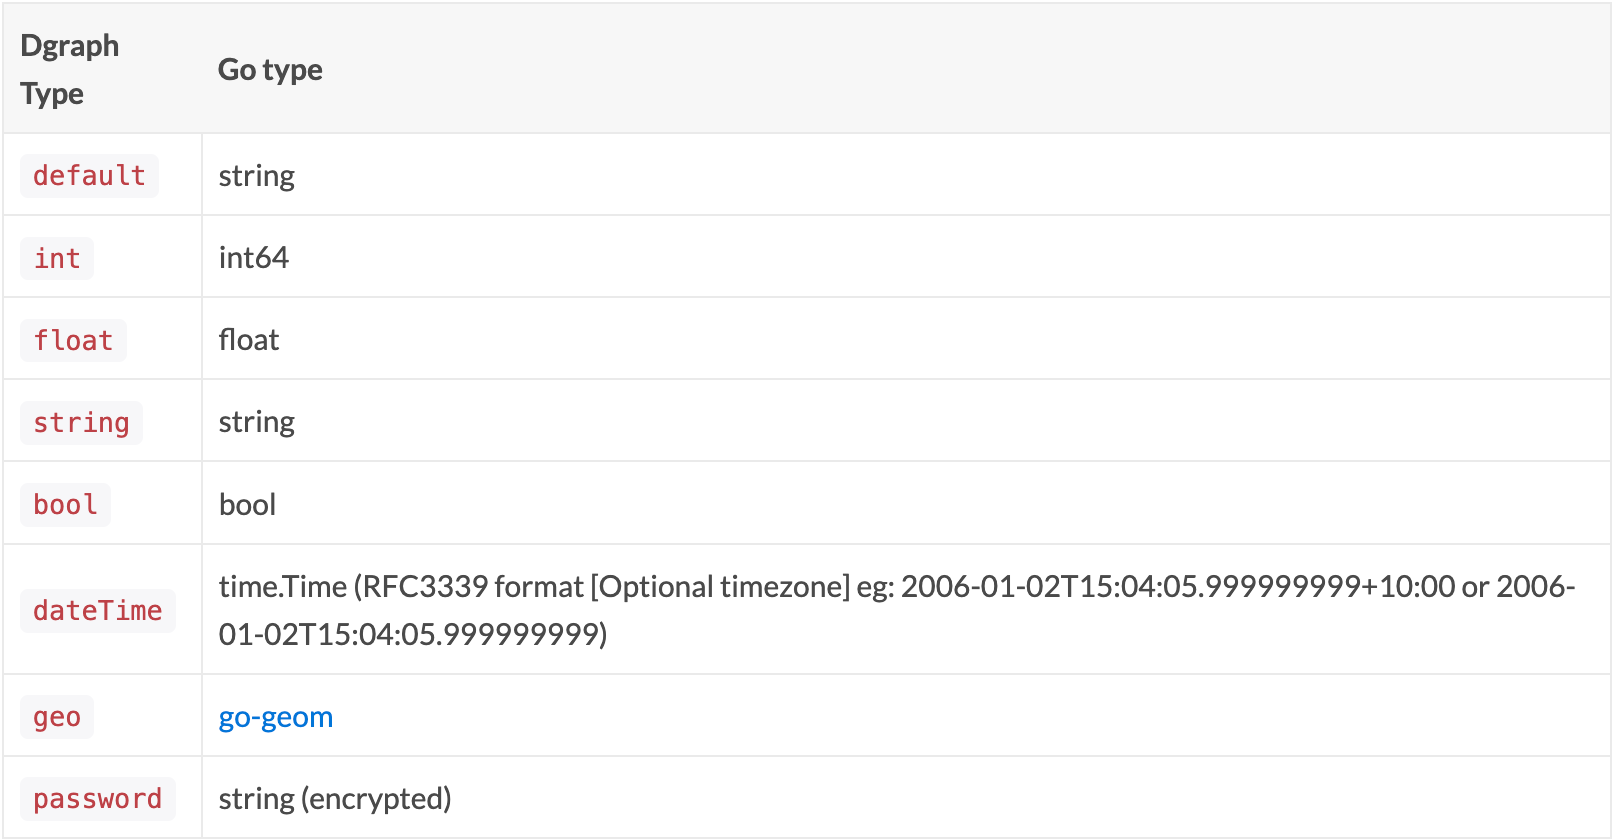 Dgraph
Type
Go type
default string
int int64
float float
string string
bool bool
dateTime time.Time (RFC3339 format [Optional timezone] eg: 2006-01-02T15:04:05.999999999+10:00 or 2006-
01-02T15:04:05.999999999)
geo go-geom
password string (encrypted)